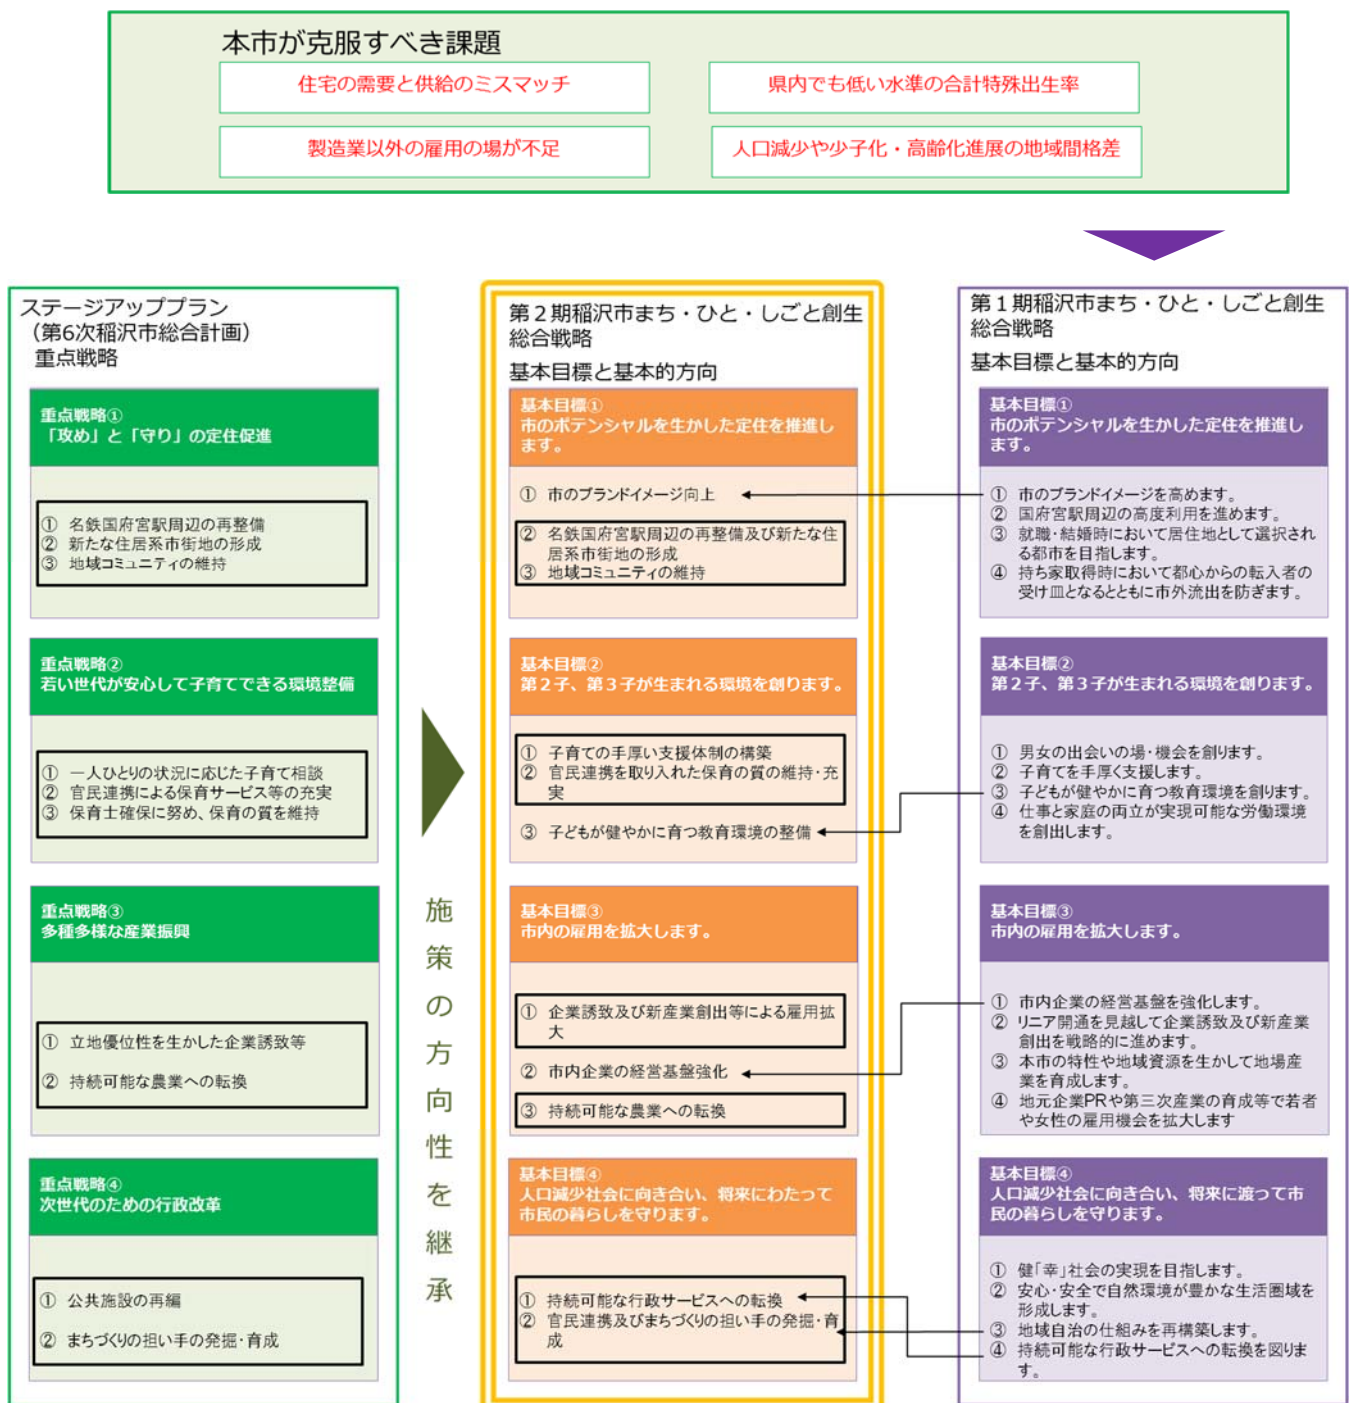 本市が克服すべき課題
住宅の需要と供給のミスマッチ
県内でも低い水準の合計特殊出生率
製造業以外の雇用の場が不足
人口減少や少子化・高齢化進展の地域間格差
ステージアッププラン
（第6次稲沢市総合計画）
重点戦略
重点戦略①
「攻め」と「守り」の定住促進
① 名鉄国府宮駅周辺の再整備
② 新たな住居系市街地の形成
③ 地域コミュニティの維持
重点戦略②
若い世代が安心して子育てできる環境整備
① 一人ひとりの状況に応じた子育て相談
② 官民連携による保育サービス等の充実
③ 保育士確保に努め、保育の質を維持
重点戦略③
多種多様な産業振興
① 立地優位性を生かした企業誘致等
② 持続可能な農業への転換
重点戦略④
次世代のための行政改革
① 公共施設の再編
② まちづくりの担い手の発掘・育成
施策の方向性を継承
第２期稲沢市まち・ひと・しごと創生
総合戦略
基本目標と基本的方向
基本目標①
市のポテンシャルを生かした定住を推進し
ます。
① 市のブランドイメージ向上
② 名鉄国府宮駅周辺の再整備及び新たな住
居系市街地の形成
③ 地域コミュニティの維持
基本目標②
第２子、第３子が生まれる環境を創ります。
① 子育ての手厚い支援体制の構築
② 官民連携を取り入れた保育の質の維持・充
実
③ 子どもが健やかに育つ教育環境の整備
基本目標③
市内の雇用を拡大します。
① 企業誘致及び新産業創出等による雇用拡
大
② 市内企業の経営基盤強化
③ 持続可能な農業への転換
基本目標④
人口減少社会に向き合い、将来にわたって
市民の暮らしを守ります。
① 持続可能な行政サービスへの転換
② 官民連携及びまちづくりの担い手の発掘・育
成
第１期稲沢市まち・ひと・しごと創生
総合戦略
基本目標と基本的方向
基本目標①
市のポテンシャルを生かした定住を推進し
ます。
① 市のブランドイメージを高めます。
② 国府宮駅周辺の高度利用を進めます。
③ 就職・結婚時において居住地として選択され
る都市を目指します。
④ 持ち家取得時において都心からの転入者の
受け皿となるとともに市外流出を防ぎます。
基本目標②
第２子、第３子が生まれる環境を創ります。
① 男女の出会いの場・機会を創ります。
② 子育てを手厚く支援します。
③ 子どもが健やかに育つ教育環境を創ります。
④ 仕事と家庭の両立が実現可能な労働環境
を創出します。
基本目標③
市内の雇用を拡大します。
① 市内企業の経営基盤を強化します。
② リニア開通を見越して企業誘致及び新産業
創出を戦略的に進めます。
③ 本市の特性や地域資源を生かして地場産
業を育成します。
④ 地元企業PRや第三次産業の育成等で若者
や女性の雇用機会を拡大します
基本目標④
人口減少社会に向き合い、将来に渡って市
民の暮らしを守ります。
① 健「幸」社会の実現を目指します。
② 安心・安全で自然環境が豊かな生活圏域を
形成します。
③ 地域自治の仕組みを再構築します。
④ 持続可能な行政サービスへの転換を図りま
す。